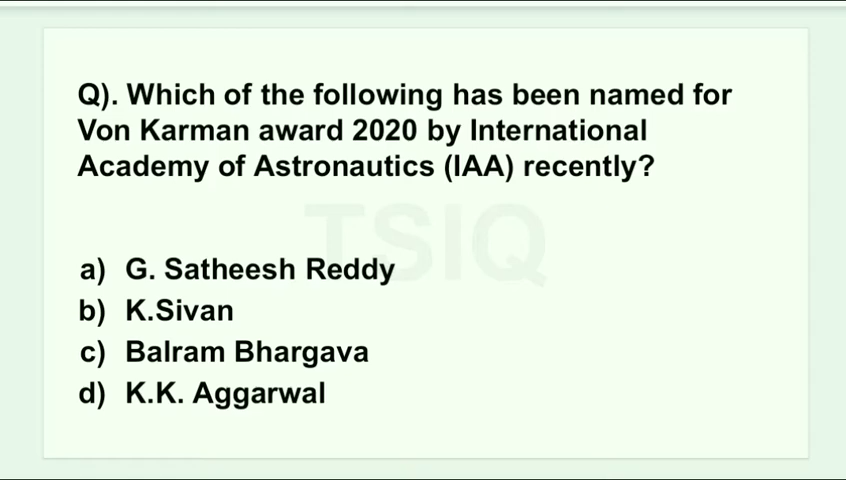 Q). Which of the following has been named for
Von Karman award 2020 by International
Academy of Astronautics (IAA) recently?
TSIQ
a) G. Satheesh Reddy
b) K.Sivan
c) Balram Bhargava
d) K.K. Aggarwal